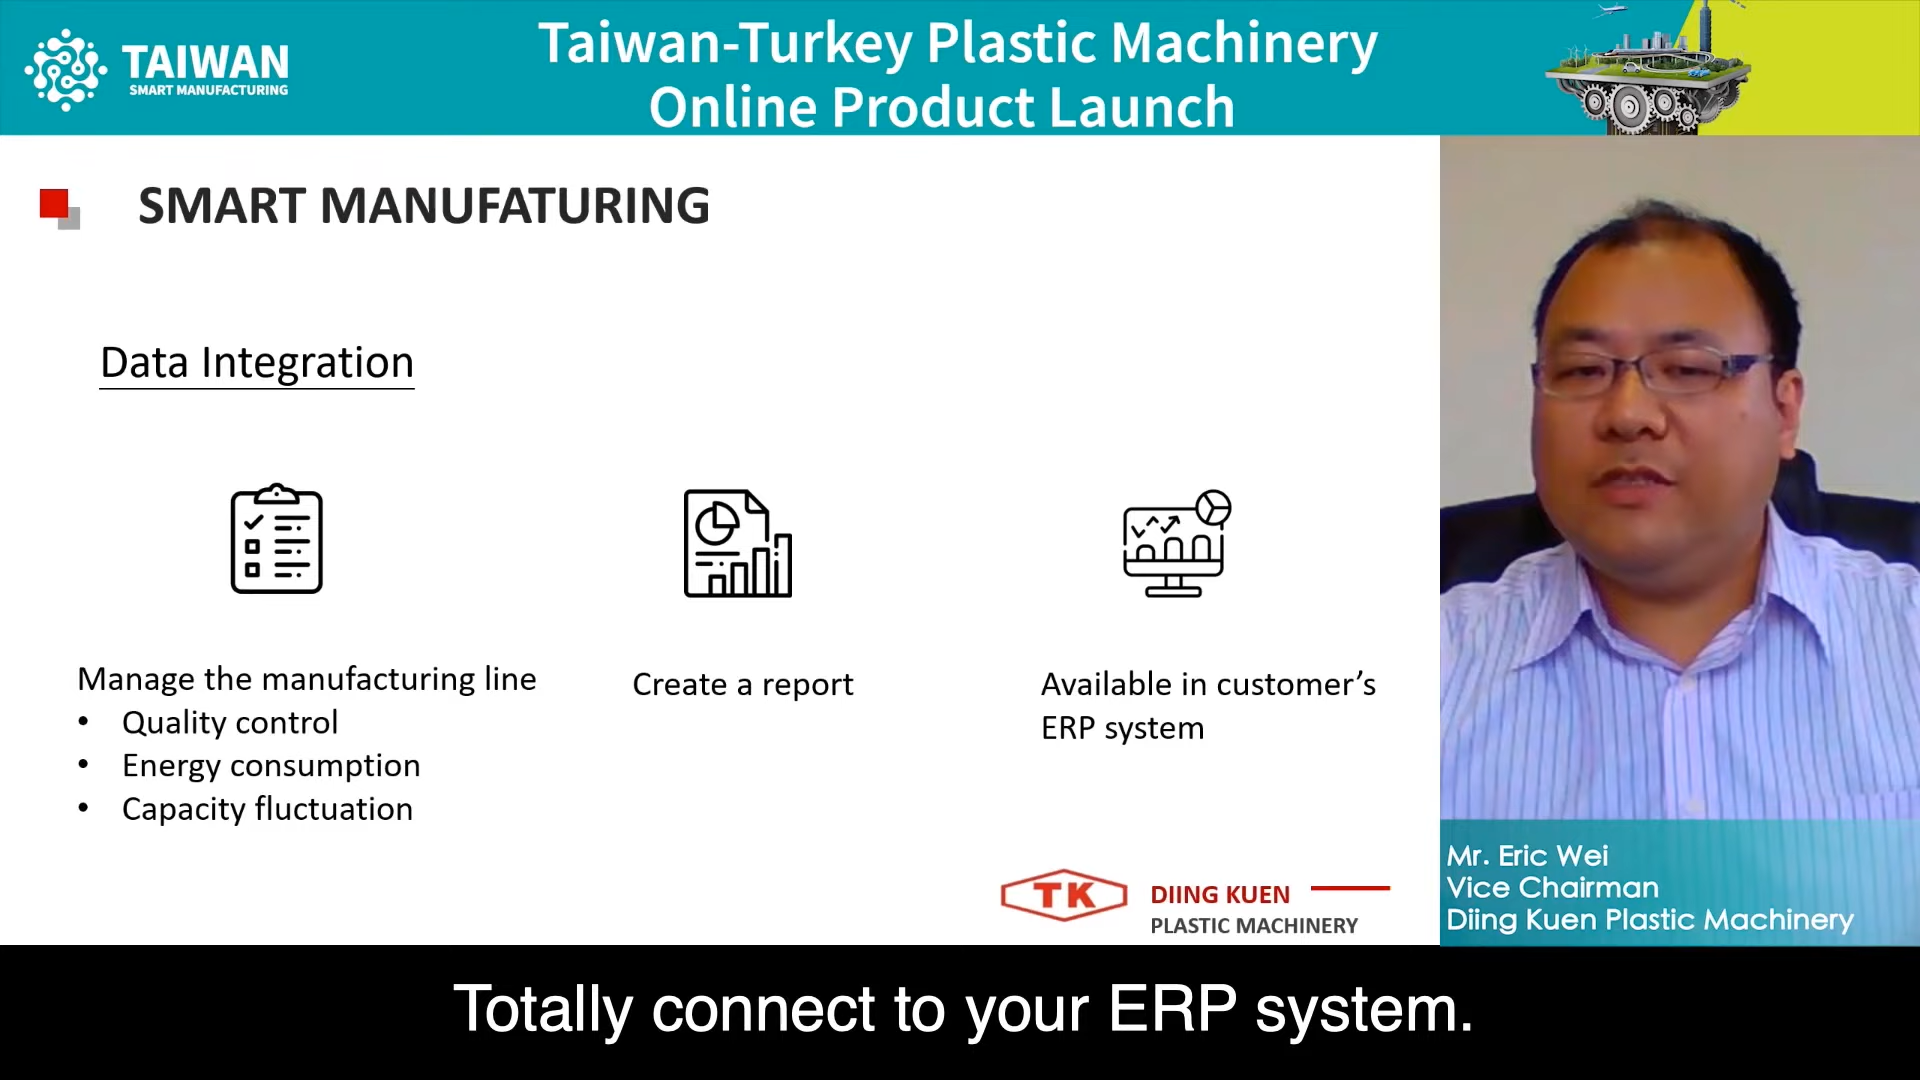 TAIWAN
SMART MANUFACTURING
Taiwan-Turkey Plastic Machinery
Online Product Launch
SMART MANUFATURING
Data Integration
Manage the manufacturing line
• Quality control
• Energy consumption
• Capacity fluctuation
Create a report
Available in customer’s
ERP system
TK
DIING KUEN
PLASTIC MACHINERY
Mr. Eric Wei
Vice Chairman
Diing Kuen Plastic Machinery
Totally connect to your ERP system.